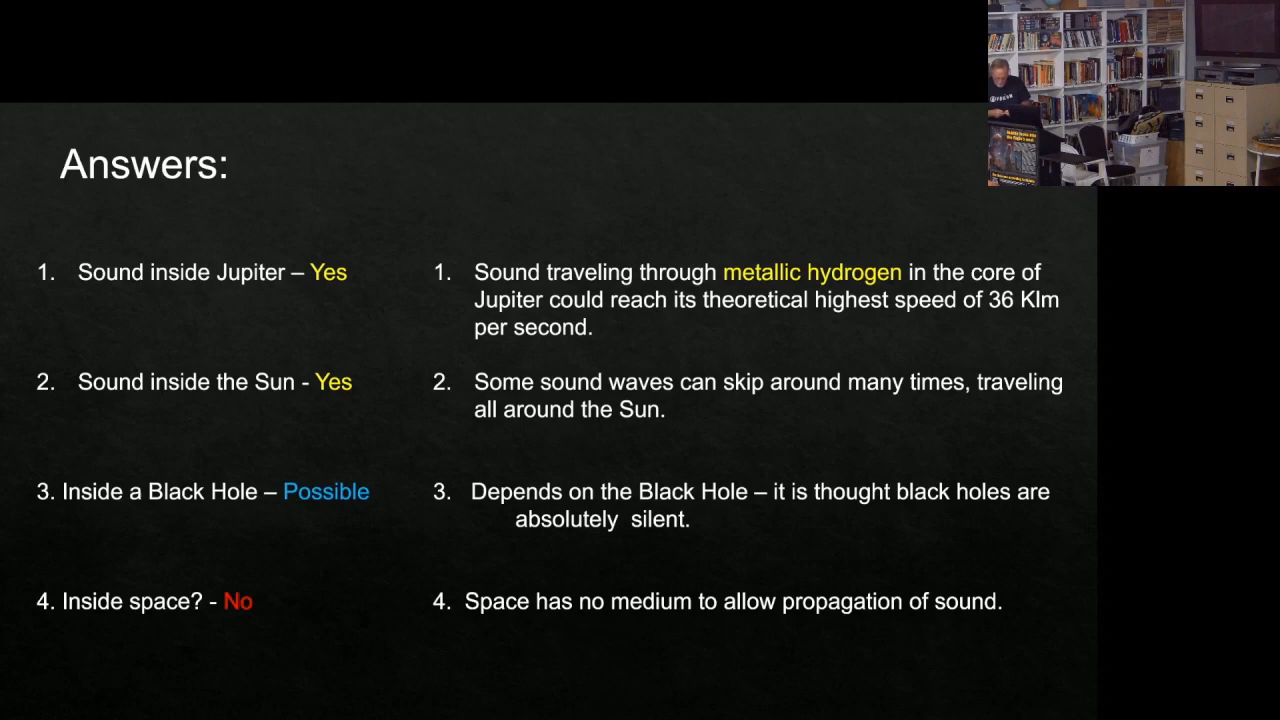 Answers:
1. Sound inside Jupiter – Yes
1. Sound traveling through metallic hydrogen in the core of
Jupiter could reach its theoretical highest speed of 36 Klm
per second.
2. Sound inside the Sun - Yes
2. Some sound waves can skip around many times, traveling
all around the Sun.
3. Inside a Black Hole – Possible
3. Depends on the Black Hole – it is thought black holes are
absolutely silent.
4. Inside space? - No
4. Space has no medium to allow propagation of sound.